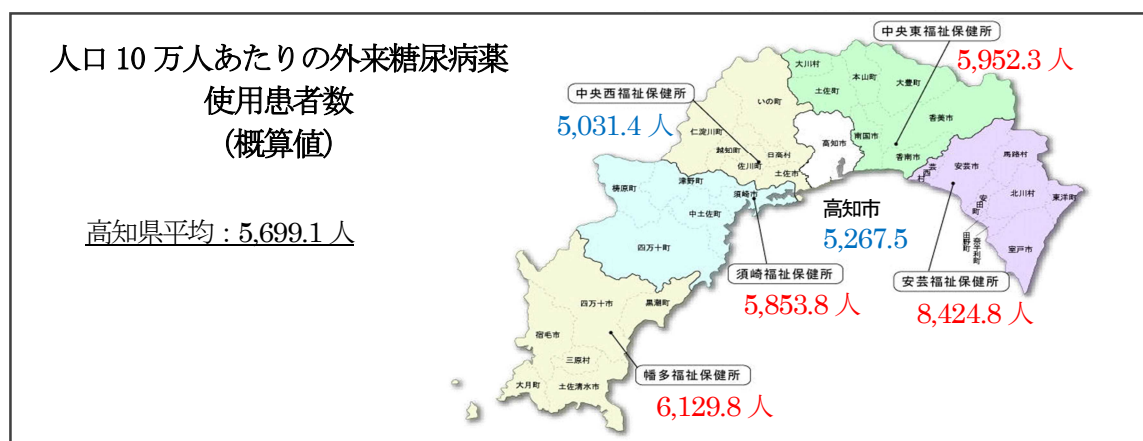 人口 10 万人あたりの外来糖尿病薬
使用患者数
(概算値)
高知県平均：5,699.1 人
中央東福祉保健所
5,952.3 人
中央西福祉保健所
5,031.4 人
高知市
5,267.5
須崎福祉保健所
5,853.8 人
安芸福祉保健所
8,424.8 人
幡多福祉保健所
6,129.8 人
大川村
本山町
大豊町
土佐町
香美市
南国市
香南市
いの町
仁淀川町
越知町
日高村
佐川町
土佐市
高知市
馬路村
安芸市
芸西村
北川村
東洋町
安田町
田野町
奈半利町
室戸市
梼原町
津野町
須崎市
中土佐町
四万十町
四万十市
黒潮町
宿毛市
三原村
大月町
土佐清水市